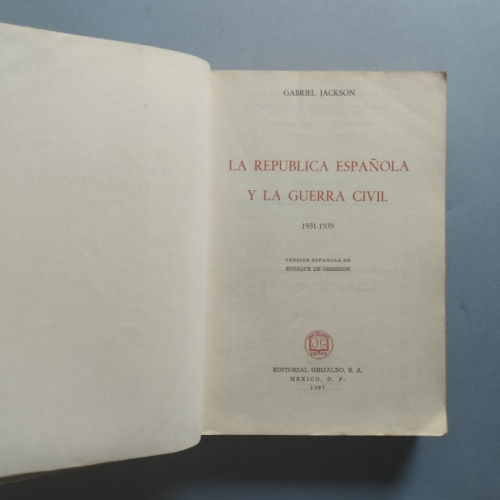 GABRIEL JACKSON
LA REPUBLICA ESPAÑOLA
Y LA GUERRA CIVIL
1931-1939
VERSION ESPAÑOLA DE
ENRIQUE DE OBREGON
JG
EDITORIAL GRIJALBO, S. A.
MEXICO, D. F.
1967